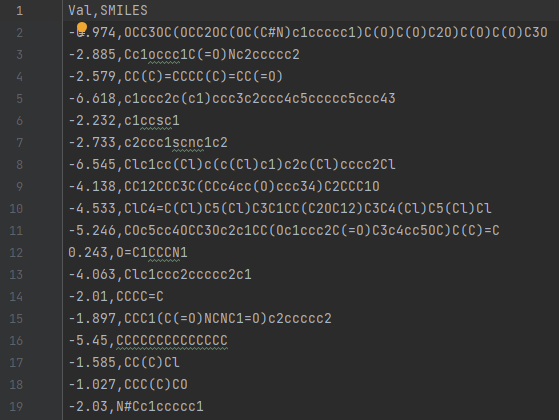 1 Val,SMILES
2 -0.974,OCC3OC(OCC2OC(OC(C#N)c1ccccc1)C(O)C(O)C2O)C(O)C(O)C3O
3 -2.885,Cc1occc1C(=O)Nc2ccccc2
4 -2.579,CC(C)=CCCC(C)=CC(=O)
5 -6.618,c1ccc2c(c1)ccc3c2ccc4c5ccccc5ccc43
6 -2.232,c1ccsc1
7 -2.733,c2ccc1scnc1c2
8 -6.545,Clc1cc(Cl)c(c(Cl)c1)c2c(Cl)cccc2Cl
9 -4.138,CC12CCC3C(CCc4cc(O)ccc34)C2CCC1O
10 -4.533,ClC4=C(Cl)C5(Cl)C3C1CC(C2OC12)C3C4(Cl)C5(Cl)Cl
11 -5.246,COc5cc4OCC3Oc2c1CC(Oc1ccc2C(=O)C3c4cc5OC)C(C)=C
12 0.243,O=C1CCCN1
13 -4.063,Clc1ccc2ccccc2c1
14 -2.01,CCCC=C
15 -1.897,CCC1(C(=O)NCNC1=O)c2ccccc2
16 -5.45,CCCCCCCCCCCCCC
17 -1.585,CC(C)Cl
18 -1.027,CCC(C)CO
19 -2.03,N#Cc1ccccc1